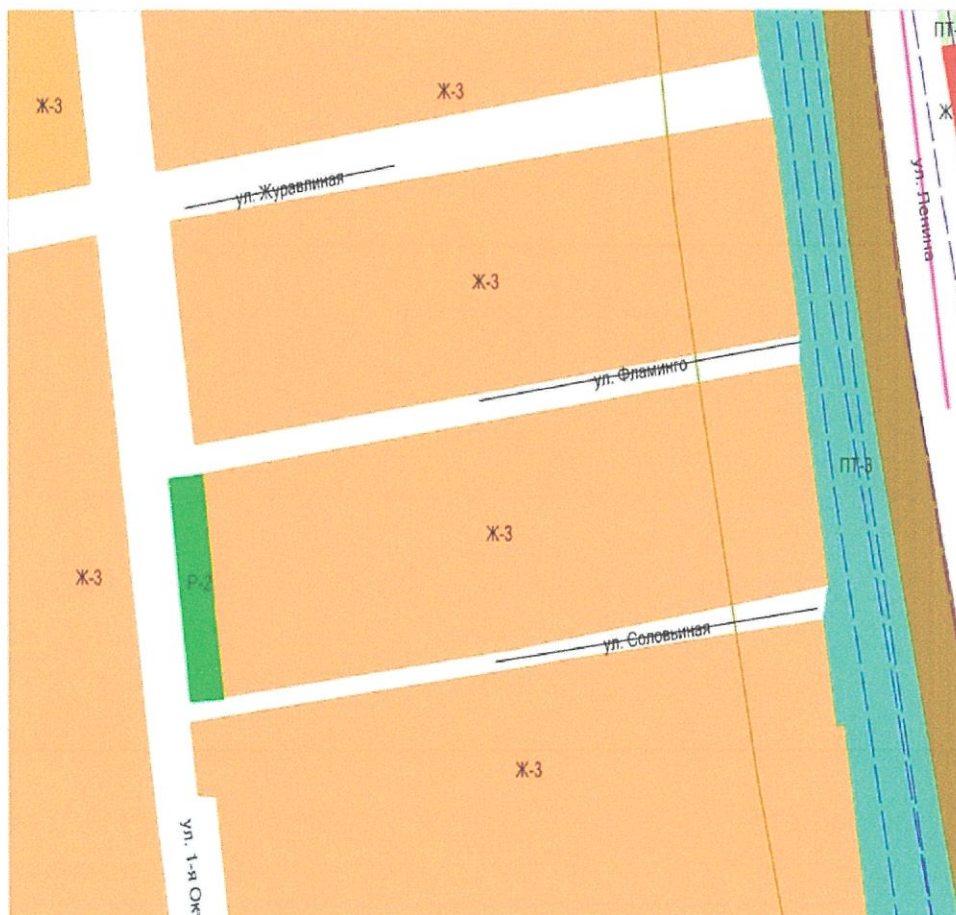 ПТ-
Ж-3
Ж-3
Ж
ул. Журавлиная
ул. Ленина
Ж-3
ул. Фламинго
ПТ-3
Ж-3
Ж-3
Р-2
ул. Соловьиная
Ж-3
ул. 1-я Ок